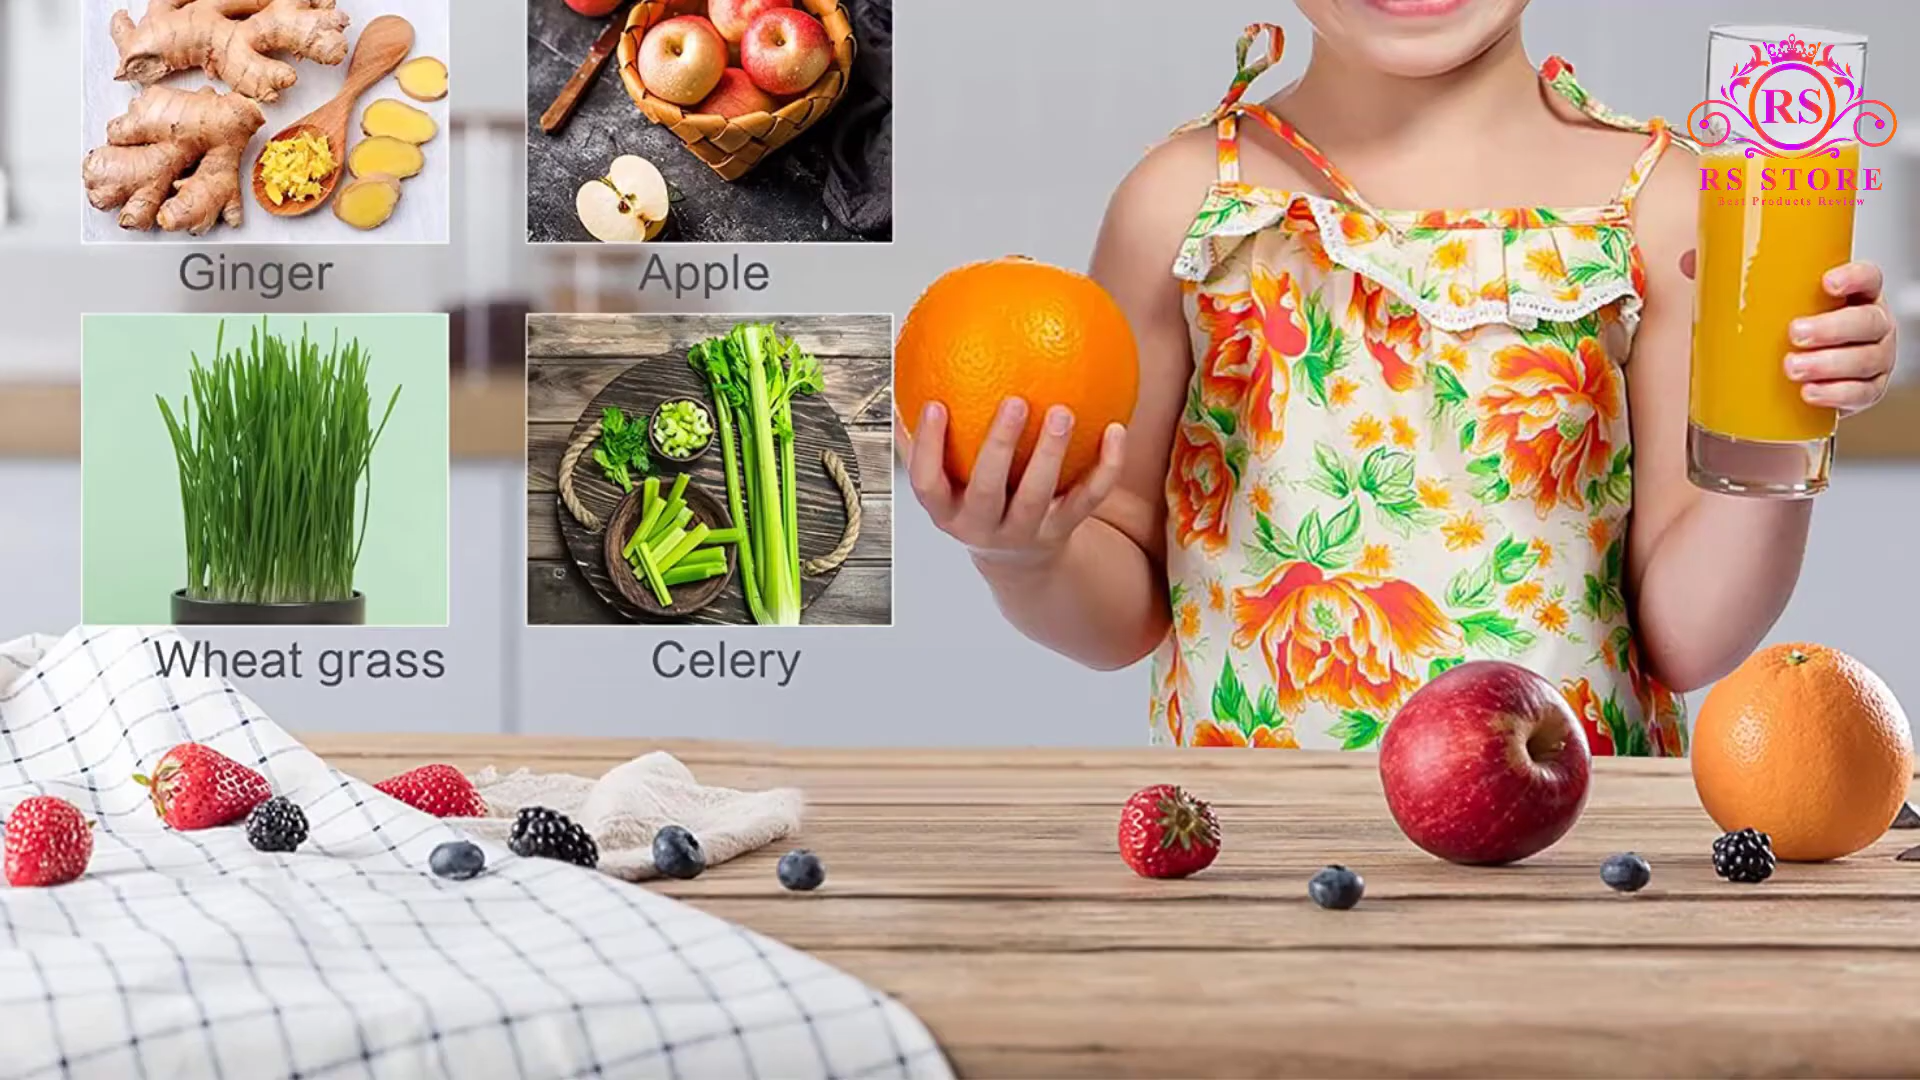 RS
RS STORE
Best Products Review
Ginger
Apple
Wheat grass
Celery